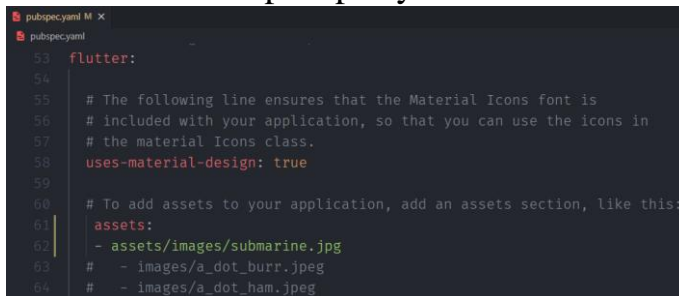 pubspec.yaml M X
pubspec.yaml
53 flutter:
54
55 # The following line ensures that the Material Icons font is
56 # included with your application, so that you can use the icons in
57 # the material Icons class.
58 uses-material-design: true
59
60 # To add assets to your application, add an assets section, like this:
61 assets:
62 - assets/images/submarine.jpg
63 #   - images/a_dot_burr.jpeg
64 #   - images/a_dot_ham.jpeg